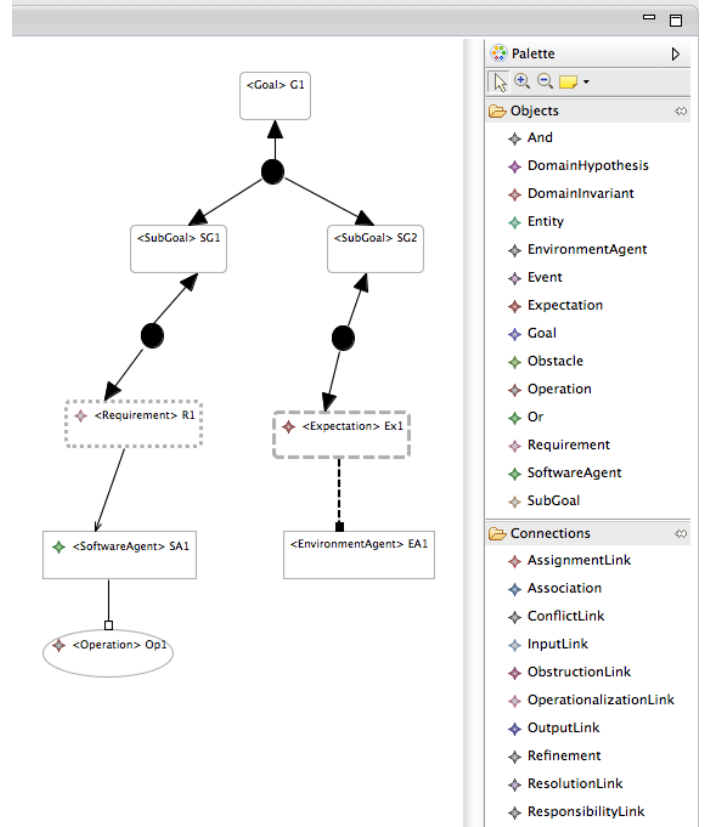 <Goal> G1
<SubGoal> SG1
<SubGoal> SG2
<Requirement> R1
<Expectation> Ex1
<SoftwareAgent> SA1
<EnvironmentAgent> EA1
<Operation> Op1
Palette
Objects
And
DomainHypothesis
DomainInvariant
Entity
EnvironmentAgent
Event
Expectation
Goal
Obstacle
Operation
Or
Requirement
SoftwareAgent
SubGoal
Connections
AssignmentLink
Association
ConflictLink
InputLink
ObstructionLink
OperationalizationLink
OutputLink
Refinement
ResolutionLink
ResponsibilityLink